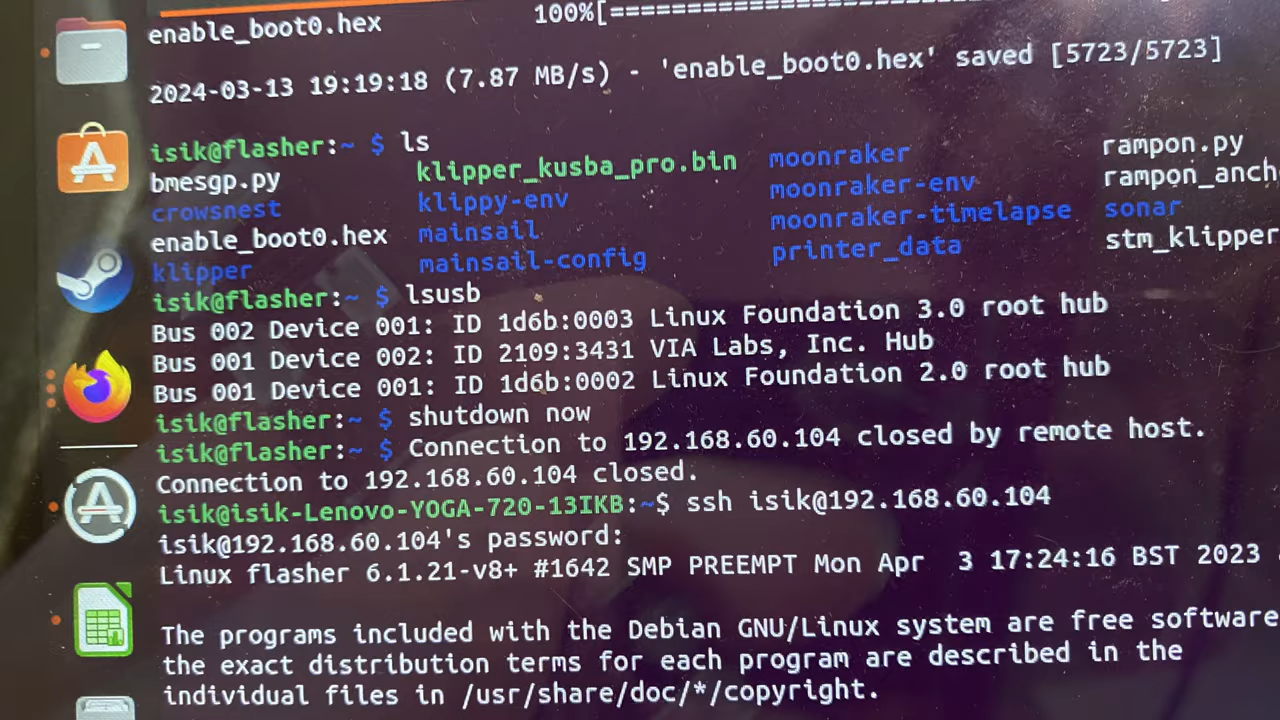 enable_boot0.hex 100%[=====================
2024-03-13 19:19:18 (7.87 MB/s) - 'enable_boot0.hex' saved [5723/5723]
isik@flasher:~ $ ls
bmesgp.py klipper_kusba_pro.bin moonraker rampon.py
crowsnest klippy-env moonraker-env rampon_anch
enable_boot0.hex mainsail moonraker-timelapse sonar
klipper mainsail-config printer_data stm_klipper
isik@flasher:~ $ lsusb
Bus 002 Device 001: ID 1d6b:0003 Linux Foundation 3.0 root hub
Bus 001 Device 002: ID 2109:3431 VIA Labs, Inc. Hub
Bus 001 Device 001: ID 1d6b:0002 Linux Foundation 2.0 root hub
isik@flasher:~ $ shutdown now
isik@flasher:~ $ Connection to 192.168.60.104 closed by remote host.
Connection to 192.168.60.104 closed.
isik@isik-Lenovo-YOGA-720-13IKB:~$ ssh isik@192.168.60.104
isik@192.168.60.104's password:
Linux flasher 6.1.21-v8+ #1642 SMP PREEMPT Mon Apr  3 17:24:16 BST 2023
The programs included with the Debian GNU/Linux system are free software
the exact distribution terms for each program are described in the
individual files in /usr/share/doc/*/copyright.